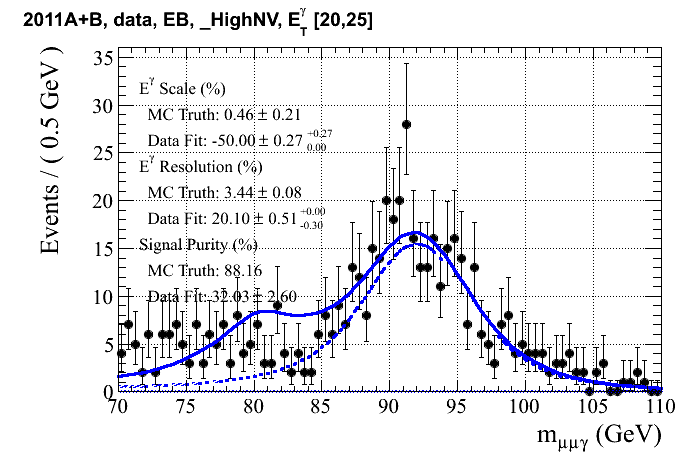 2011A+B, data, EB, _HighNV, E_T^γ [20,25]
Events / ( 0.5 GeV )
35
30
25
20
15
10
5
0
E^γ Scale (%)
MC Truth: 0.46 ± 0.21
Data Fit: -50.00 ± 0.27 +0.27 0.00
E^γ Resolution (%)
MC Truth: 3.44 ± 0.08
Data Fit: 20.10 ± 0.51 +0.00 -0.30
Signal Purity (%)
MC Truth: 88.16
Data Fit: 32.03 ± 2.60
70 75 80 85 90 95 100 105 110
m_μμγ (GeV)